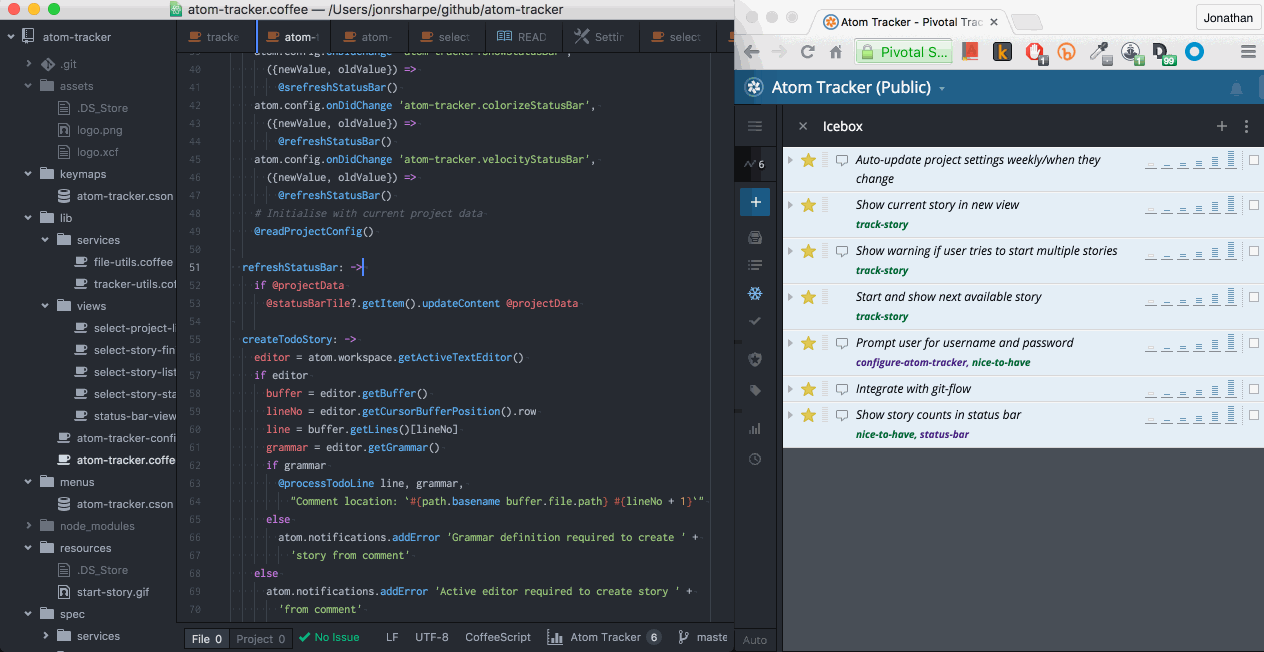 atom-tracker.coffee — /Users/jonrsharpe/github/atom-tracker
atom-tracker
.git
assets
.DS_Store
logo.png
logo.xcf
keymaps
atom-tracker.cson
lib
services
file-utils.coffee
tracker-utils.cof
views
select-project-l
select-story-fin
select-story-list
select-story-sta
status-bar-view
atom-tracker-confi
atom-tracker.coffe
menus
atom-tracker.cson
node_modules
resources
.DS_Store
start-story.gif
spec
services
tracke atom-t atom- select READ Settir select
40 ({newValue, oldValue}) =>
41 @srefreshStatusBar()
42 atom.config.onDidChange 'atom-tracker.colorizeStatusBar',
43 ({newValue, oldValue}) =>
44 @refreshStatusBar()
45 atom.config.onDidChange 'atom-tracker.velocityStatusBar',
46 ({newValue, oldValue}) =>
47 @refreshStatusBar()
48 # Initialise with current project data
49 @readProjectConfig()
50
51 refreshStatusBar: ->
52 if @projectData
53 @statusBarTile?.getItem().updateContent @projectData
54
55 createTodoStory: ->
56 editor = atom.workspace.getActiveTextEditor()
57 if editor
58 buffer = editor.getBuffer()
59 lineNo = editor.getCursorBufferPosition().row
60 line = buffer.getLines()[lineNo]
61 grammar = editor.getGrammar()
62 if grammar
63 @processTodoLine line, grammar,
64 "Comment location: `#{path.basename buffer.file.path} #{lineNo + 1}`"
65 else
66 atom.notifications.addError 'Grammar definition required to create ' +
67 'story from comment'
68 else
69 atom.notifications.addError 'Active editor required to create story ' +
70 'from comment'
File 0 Project 0 No Issue LF UTF-8 CoffeeScript Atom Tracker 6 maste
Atom Tracker - Pivotal Trac
Jonathan
Pivotal S...
1
1
99
Atom Tracker (Public)
Icebox
6
Auto-update project settings weekly/when they
change
Show current story in new view
track-story
Show warning if user tries to start multiple stories
track-story
Start and show next available story
track-story
Prompt user for username and password
configure-atom-tracker, nice-to-have
Integrate with git-flow
Show story counts in status bar
nice-to-have, status-bar
Auto